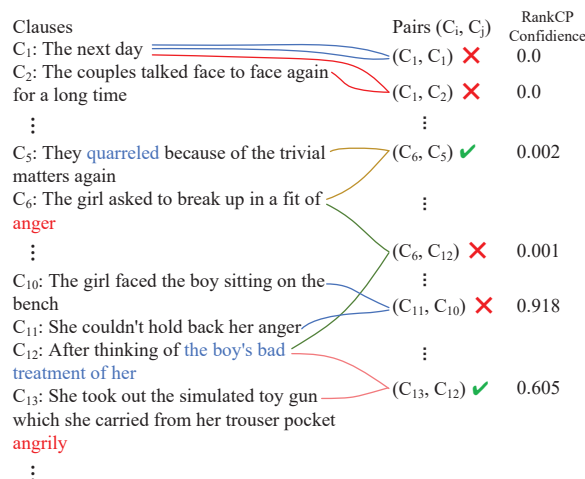 Clauses
Pairs (Ci, Cj)
RankCP
Confidence
C1: The next day
(C1, C1)
0.0
C2: The couples talked face to face again
for a long time
(C1, C2)
0.0
C5: They quarreled because of the trivial
matters again
(C6, C5)
0.002
C6: The girl asked to break up in a fit of
anger
(C6, C12)
0.001
C10: The girl faced the boy sitting on the
bench
(C11, C10)
0.918
C11: She couldn't hold back her anger
C12: After thinking of the boy's bad
treatment of her
(C13, C12)
0.605
C13: She took out the simulated toy gun
which she carried from her trouser pocket
angrily